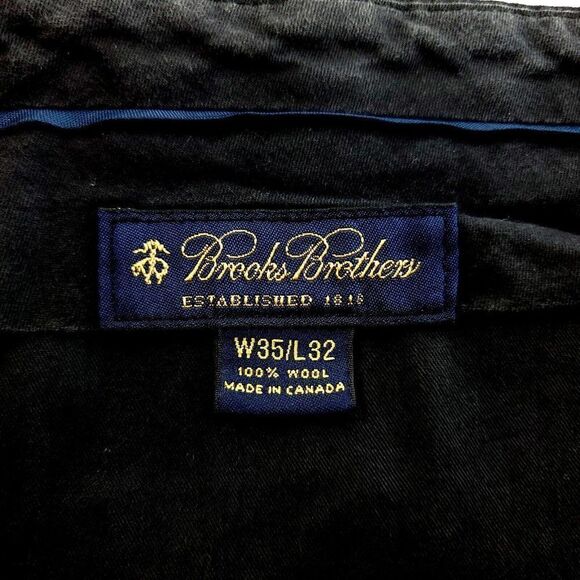 Brooks Brothers
ESTABLISHED 1818
W35/L32
100% WOOL
MADE IN CANADA